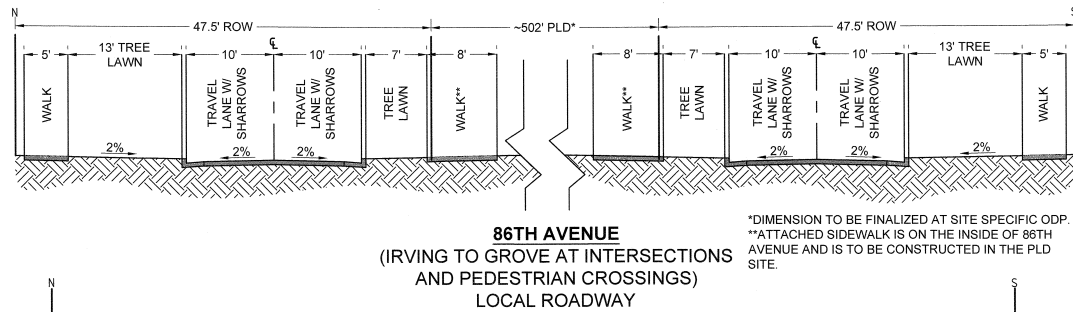 N S
47.5' ROW ~502' PLD* 47.5' ROW
5' 13' TREE LAWN 10' ℄ 10' 7' 8' 8' 7' 10' ℄ 10' 13' TREE LAWN 5'
WALK
TRAVEL LANE W/ SHARROWS
TRAVEL LANE W/ SHARROWS
TREE LAWN
WALK**
WALK**
TREE LAWN
TRAVEL LANE W/ SHARROWS
TRAVEL LANE W/ SHARROWS
WALK
2% 2% 2% 2% 2% 2%
86TH AVENUE
(IRVING TO GROVE AT INTERSECTIONS
AND PEDESTRIAN CROSSINGS)
LOCAL ROADWAY
*DIMENSION TO BE FINALIZED AT SITE SPECIFIC ODP.
**ATTACHED SIDEWALK IS ON THE INSIDE OF 86TH
AVENUE AND IS TO BE CONSTRUCTED IN THE PLD
SITE.
N S